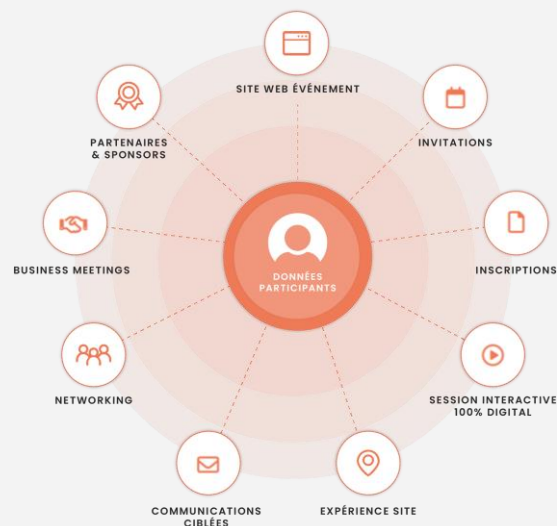 SITE WEB ÉVÉNEMENT
PARTENAIRES
& SPONSORS
INVITATIONS
BUSINESS MEETINGS
DONNÉES
PARTICIPANTS
INSCRIPTIONS
NETWORKING
SESSION INTERACTIVE
100% DIGITAL
COMMUNICATIONS
CIBLÉES
EXPÉRIENCE SITE